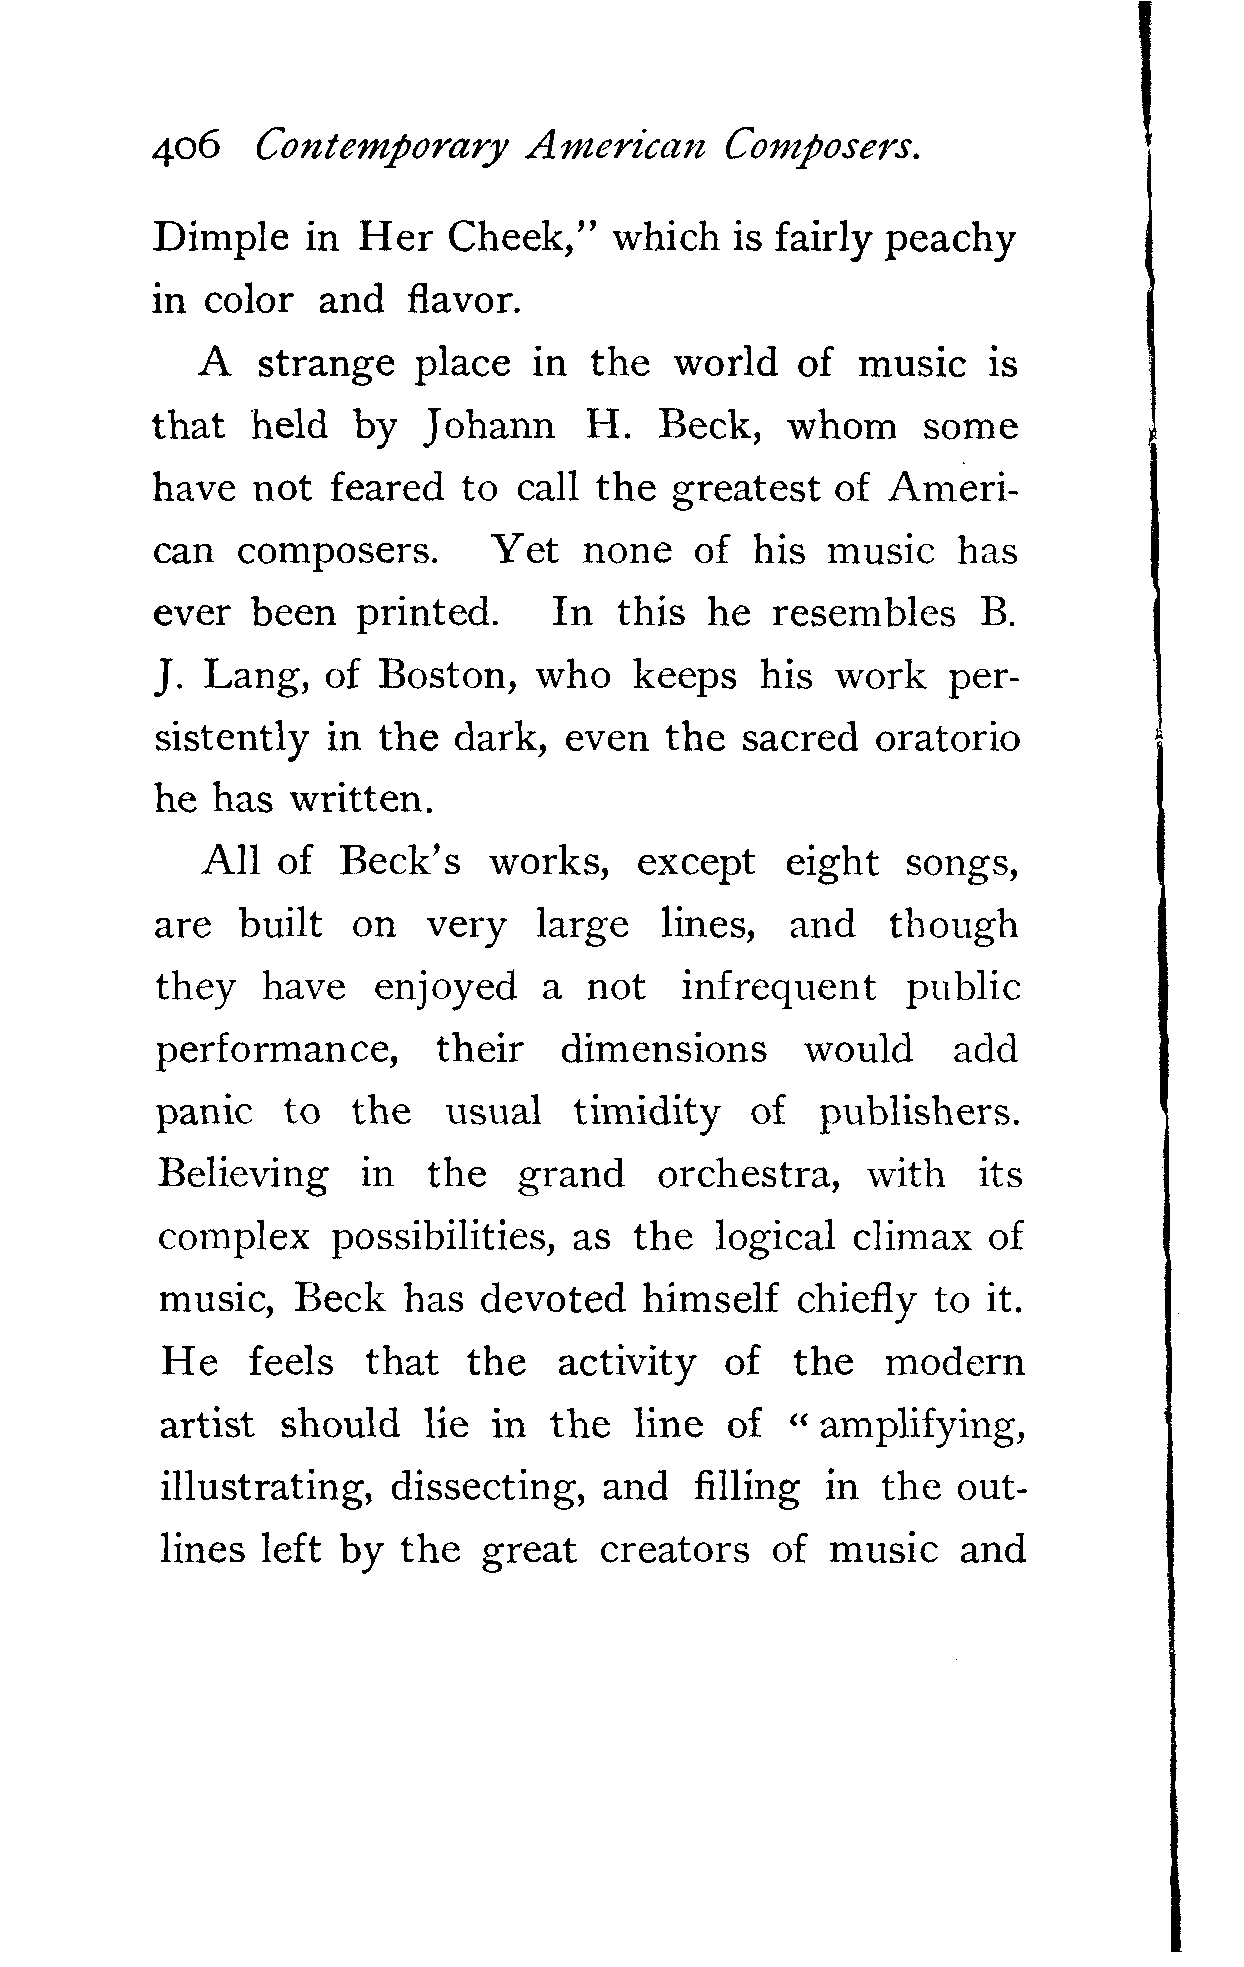 406 Contemporary American Composers.
Dimple in Her Cheek," which is fairly peachy
in color and flavor.
A strange place in the world of music is
that held by Johann H. Beck, whom some
have not feared to call the greatest of Ameri-
can composers. Yet none of his music has
ever been printed. In this he resembles B.
J. Lang, of Boston, who keeps his work per-
sistently in the dark, even the sacred oratorio
he has written.
All of Beck's works, except eight songs,
are built on very large lines, and though
they have enjoyed a not infrequent public
performance, their dimensions would add
panic to the usual timidity of publishers.
Believing in the grand orchestra, with its
complex possibilities, as the logical climax of
music, Beck has devoted himself chiefly to it.
He feels that the activity of the modern
artist should lie in the line of "amplifying,
illustrating, dissecting, and filling in the out-
lines left by the great creators of music and